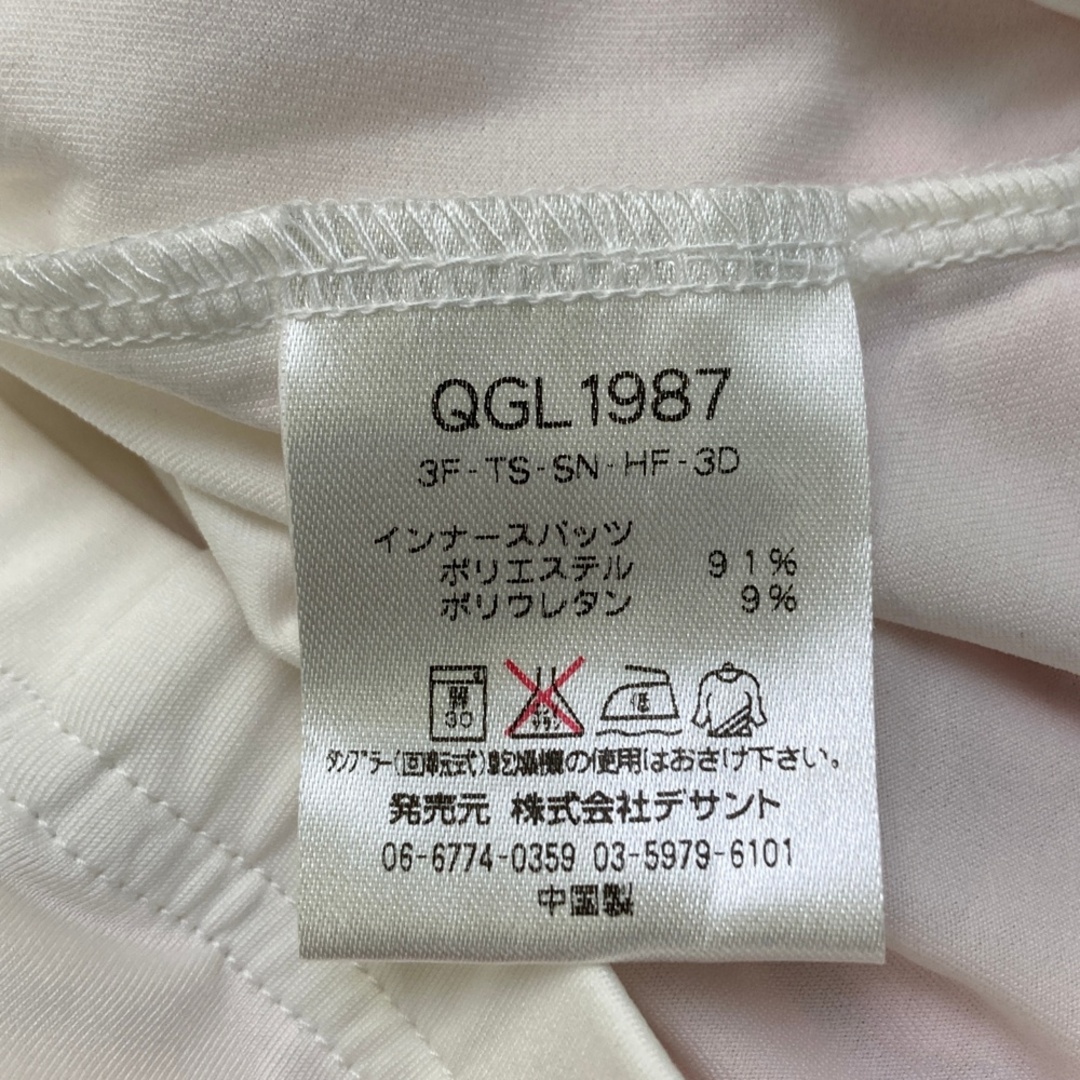 QGL1987
3F-TS-SN-HF-3D
インナースパッツ
ポリエステル 91%
ポリウレタン 9%
弱 30 低
タンブラー(回転式)乾燥機の使用はおさけ下さい。
発売元 株式会社デサント
06-6774-0359 03-5979-6101
中国製